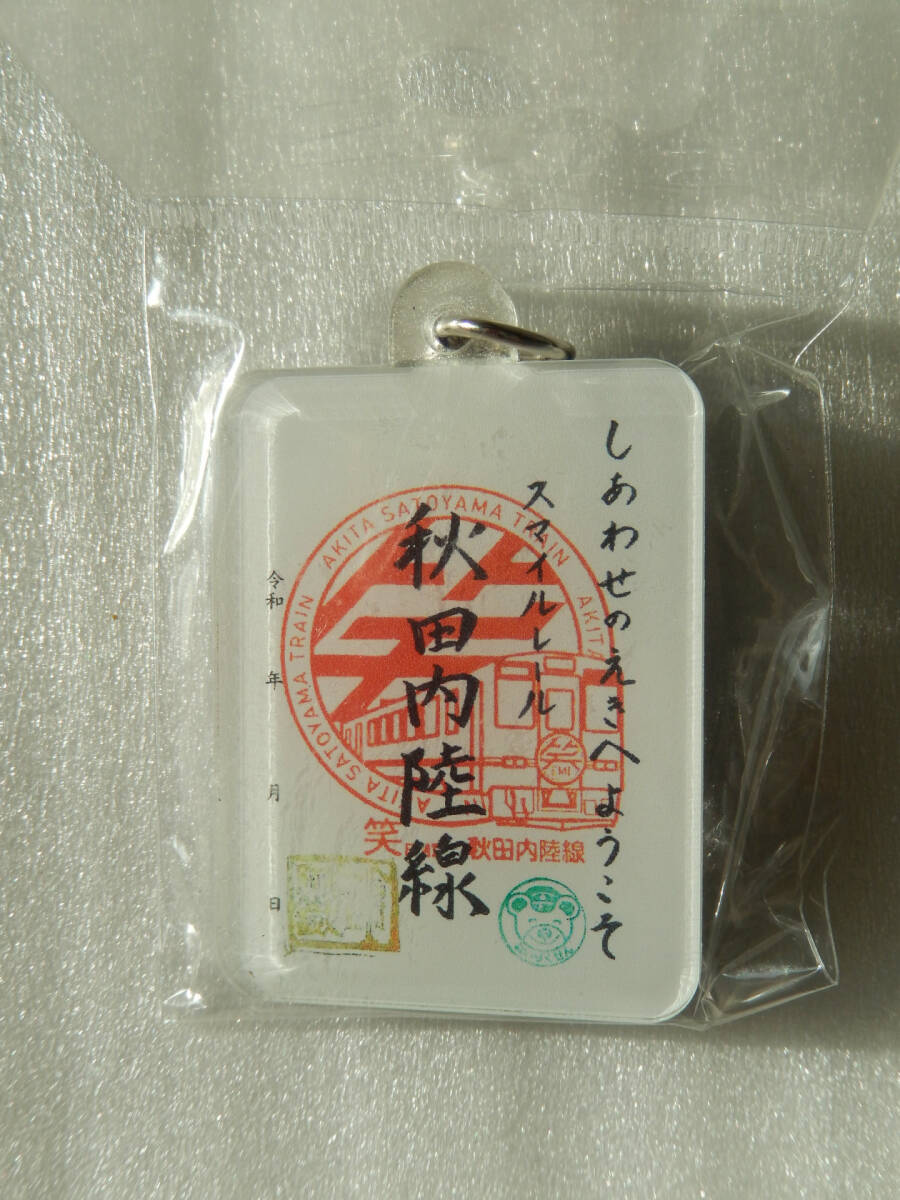 しあわせのえきへようこそ
スマイルレール
秋田内陸線
令和 年 月 日
AKITA SATOYAMA TRAIN
AKITA
AKITA SATOYAMA TRAIN
笑
EMI
笑
秋田内陸線